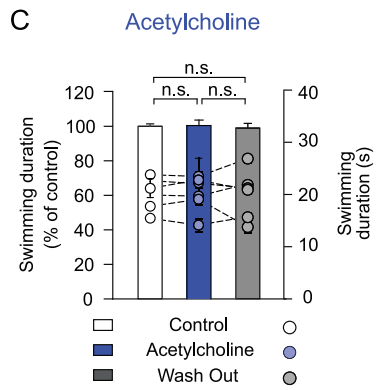 C
Acetylcholine
n.s.
n.s. n.s.
Swimming duration
(% of control)
120
100
80
60
40
20
0
40
30
20
10
0
Swimming
duration (s)
Control
Acetylcholine
Wash Out